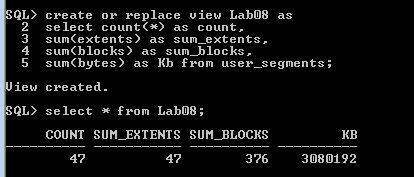 SQL> create or replace view Lab08 as
  2  select count(*) as count,
  3  sum(extents) as sum_extents,
  4  sum(blocks) as sum_blocks,
  5  sum(bytes) as Kb from user_segments;
View created.
SQL> select * from Lab08;
     COUNT SUM_EXTENTS SUM_BLOCKS         KB
---------- ----------- ---------- ----------
        47          47        376    3080192